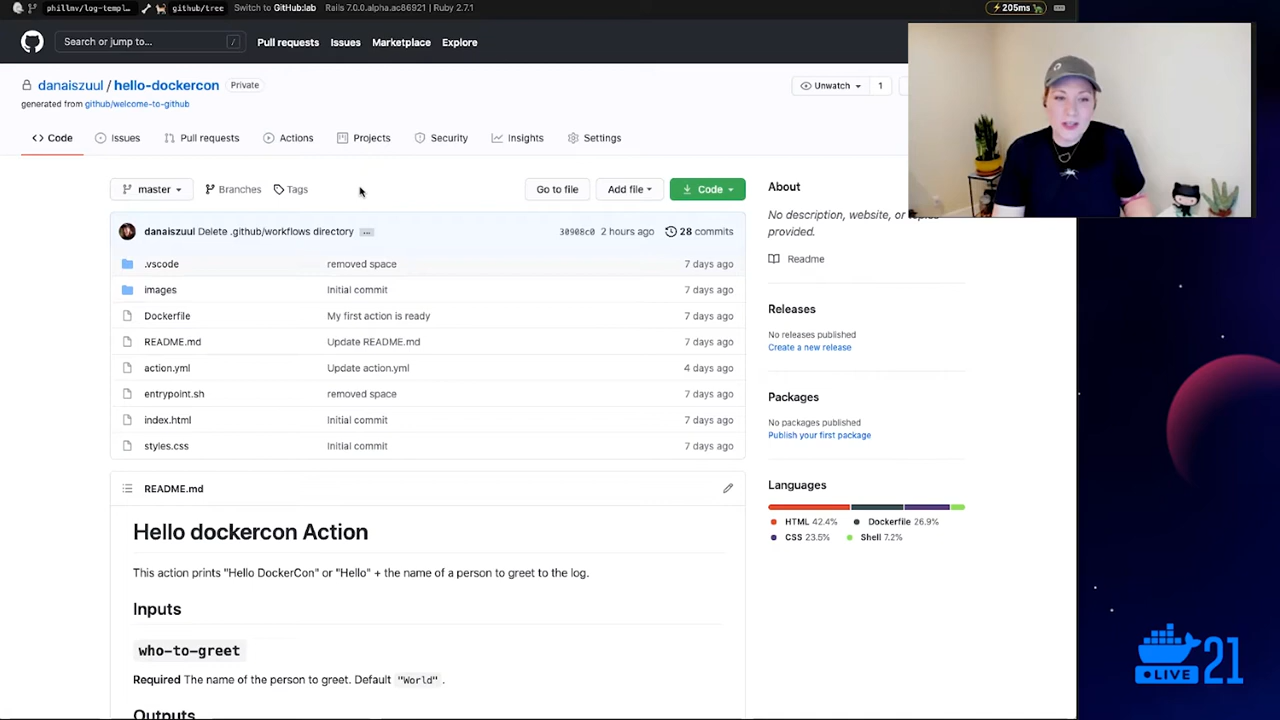 phillmv/log-templ... github/tree Switch to GitHub:lab Rails 7.0.0.alpha.ac86921 | Ruby 2.7.1 205ms
Search or jump to... / Pull requests Issues Marketplace Explore
danaiszuul / hello-dockercon Private
Unwatch 1
generated from github/welcome-to-github
Code Issues Pull requests Actions Projects Security Insights Settings
master Branches Tags Go to file Add file Code
danaiszuul Delete .github/workflows directory ... 30908c0 2 hours ago 28 commits
.vscode removed space 7 days ago
images Initial commit 7 days ago
Dockerfile My first action is ready 7 days ago
README.md Update README.md 7 days ago
action.yml Update action.yml 4 days ago
entrypoint.sh removed space 7 days ago
index.html Initial commit 7 days ago
styles.css Initial commit 7 days ago
README.md
Hello dockercon Action
This action prints "Hello DockerCon" or "Hello" + the name of a person to greet to the log.
Inputs
who-to-greet
Required The name of the person to greet. Default "World" .
Outputs
About
No description, website, or topics
provided.
Readme
Releases
No releases published
Create a new release
Packages
No packages published
Publish your first package
Languages
HTML 42.4% Dockerfile 26.9%
CSS 23.5% Shell 7.2%
LIVE 21